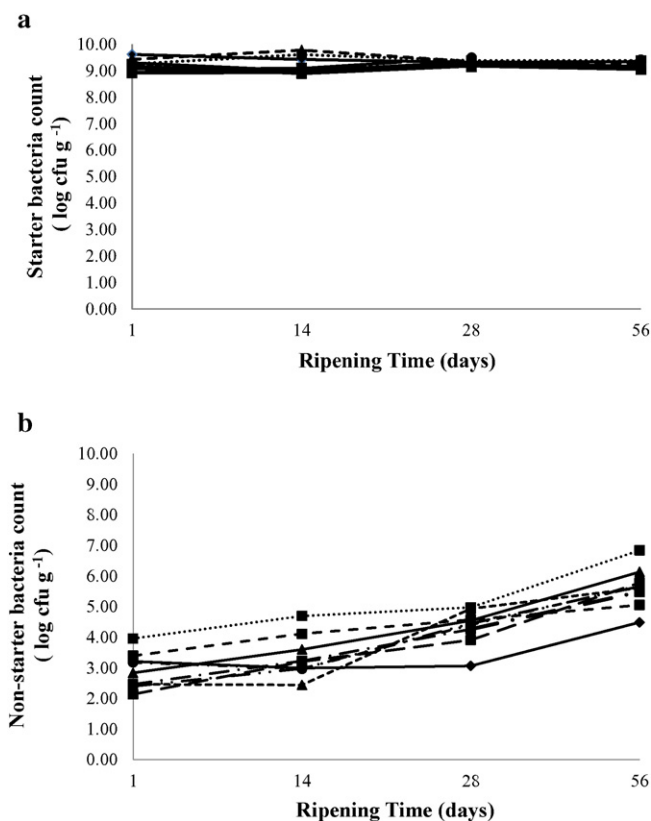 a
Starter bacteria count
( log cfu g -1)
10.00
9.00
8.00
7.00
6.00
5.00
4.00
3.00
2.00
1.00
0.00
1 14 28 56
Ripening Time (days)
b
Non-starter bacteria count
( log cfu g -1)
10.00
9.00
8.00
7.00
6.00
5.00
4.00
3.00
2.00
1.00
0.00
1 14 28 56
Ripening Time (days)